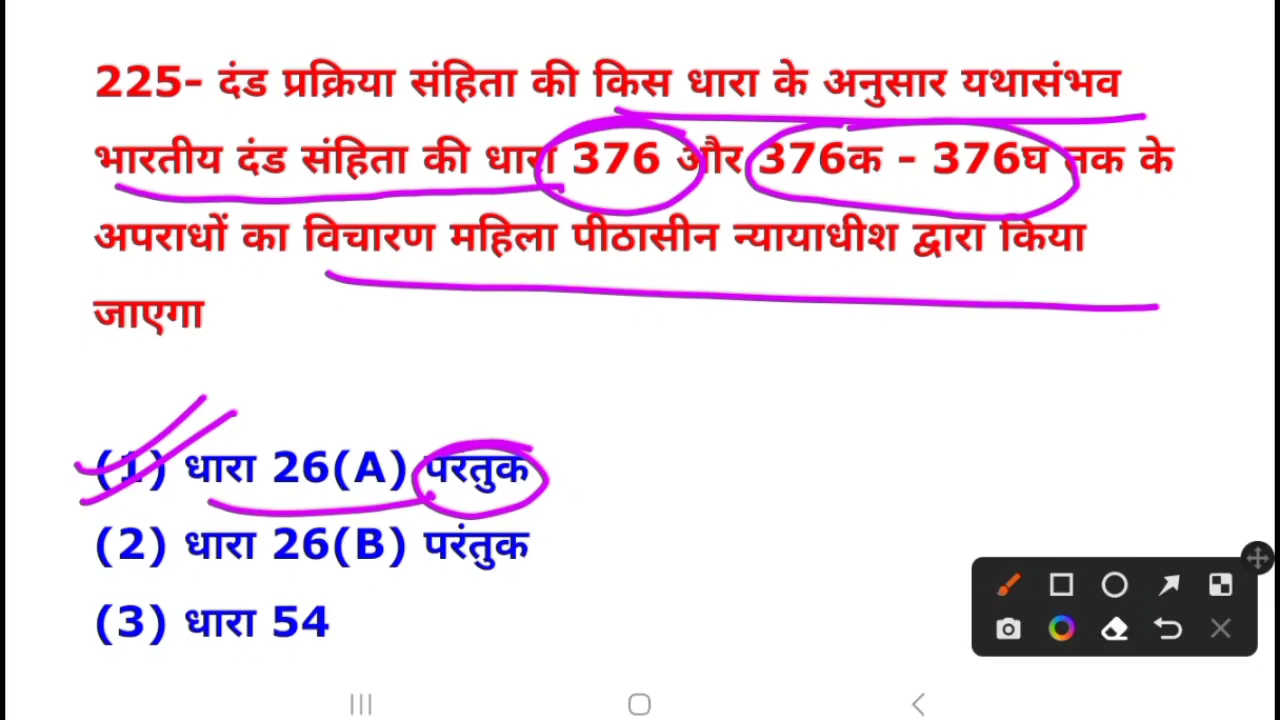 225- दंड प्रक्रिया संहिता की किस धारा के अनुसार यथासंभव
भारतीय दंड संहिता की धारा 376 और 376क - 376घ तक के
अपराधों का विचारण महिला पीठासीन न्यायाधीश द्वारा किया
जाएगा
(1) धारा 26(A) परंतुक
(2) धारा 26(B) परंतुक
(3) धारा 54